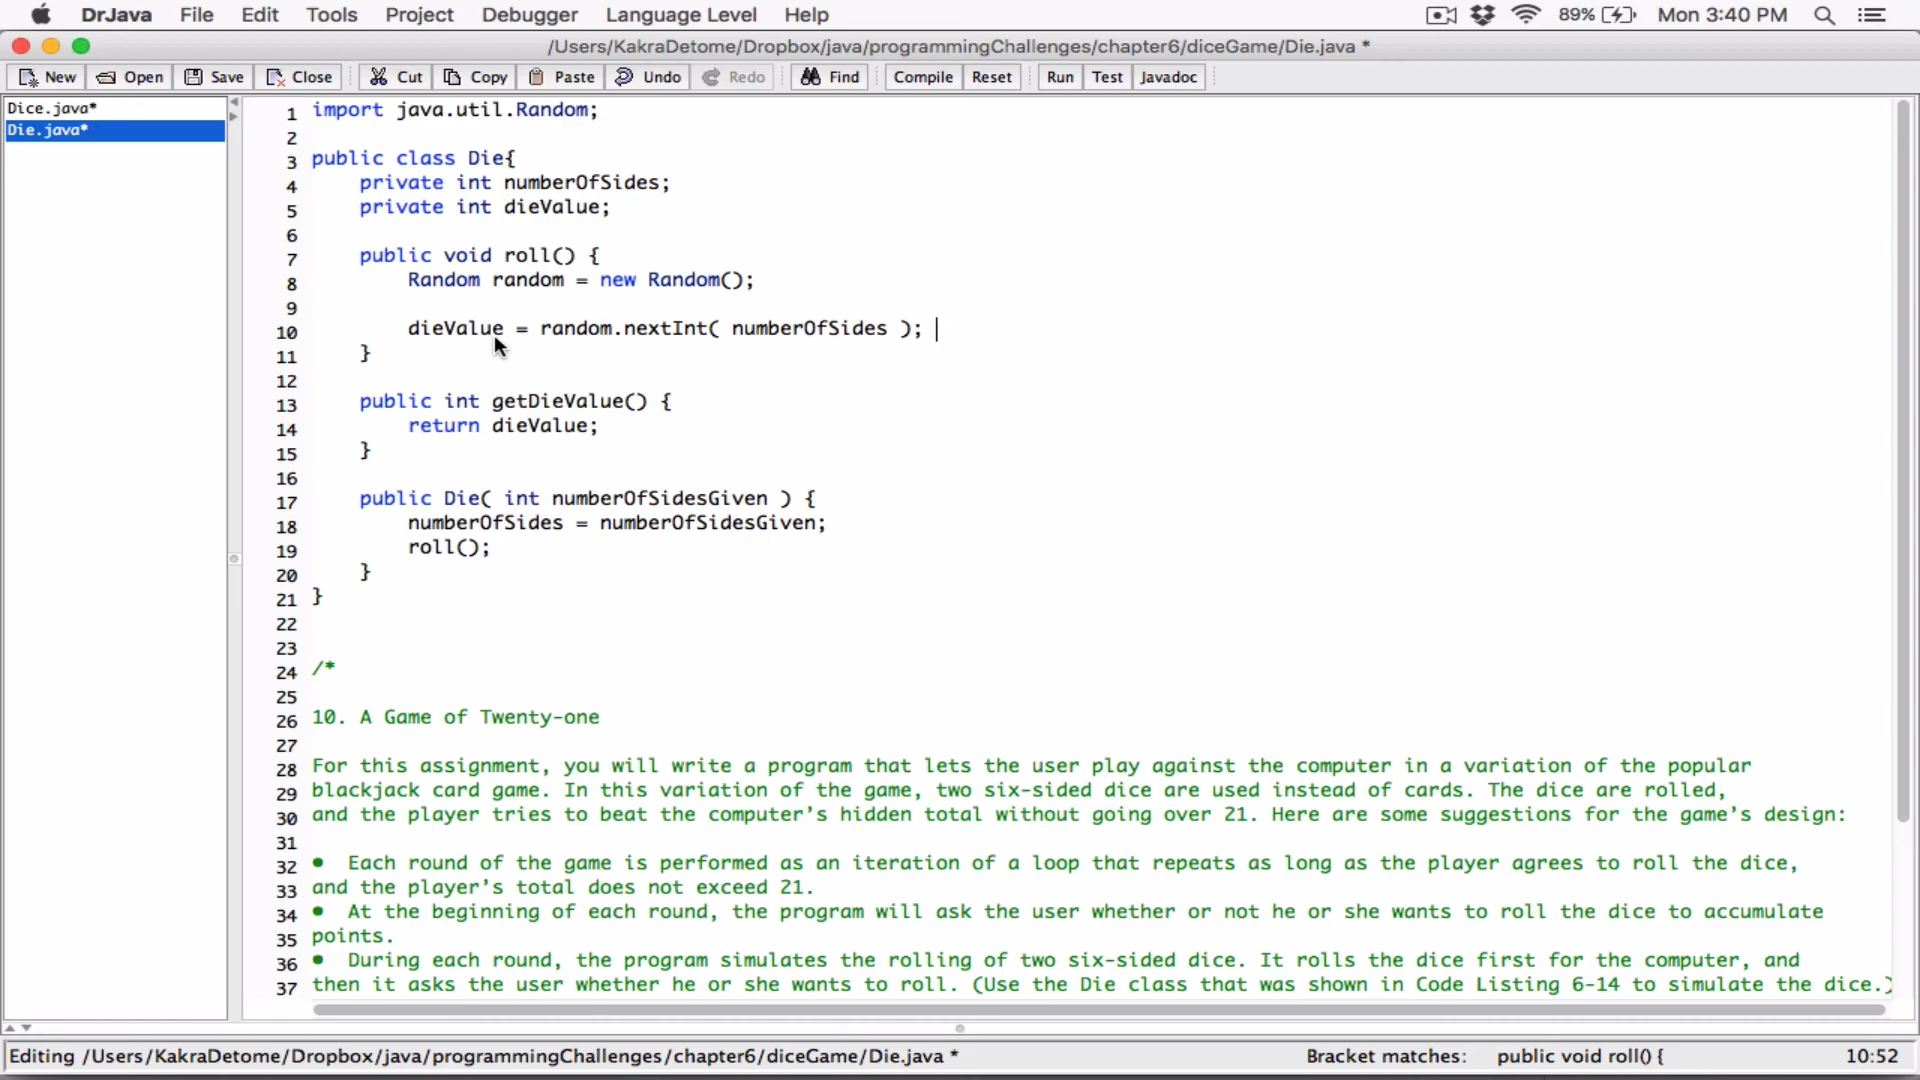 DrJava File Edit Tools Project Debugger Language Level Help 89% Mon 3:40 PM
/Users/KakraDetome/Dropbox/java/programmingChallenges/chapter6/diceGame/Die.java *
New Open Save Close Cut Copy Paste Undo Redo Find Compile Reset Run Test Javadoc
Dice.java*
Die.java*
1 import java.util.Random;
2
3 public class Die{
4 private int numberOfSides;
5 private int dieValue;
6
7 public void roll() {
8 Random random = new Random();
9
10 dieValue = random.nextInt( numberOfSides );
11 }
12
13 public int getDieValue() {
14 return dieValue;
15 }
16
17 public Die( int numberOfSidesGiven ) {
18 numberOfSides = numberOfSidesGiven;
19 roll();
20 }
21 }
22
23
24 /*
25
26 10. A Game of Twenty-one
27
28 For this assignment, you will write a program that lets the user play against the computer in a variation of the popular
29 blackjack card game. In this variation of the game, two six-sided dice are used instead of cards. The dice are rolled,
30 and the player tries to beat the computer’s hidden total without going over 21. Here are some suggestions for the game’s design:
31
32 • Each round of the game is performed as an iteration of a loop that repeats as long as the player agrees to roll the dice,
33 and the player’s total does not exceed 21.
34 • At the beginning of each round, the program will ask the user whether or not he or she wants to roll the dice to accumulate
35 points.
36 • During each round, the program simulates the rolling of two six-sided dice. It rolls the dice first for the computer, and
37 then it asks the user whether he or she wants to roll. (Use the Die class that was shown in Code Listing 6-14 to simulate the dice.)
Editing /Users/KakraDetome/Dropbox/java/programmingChallenges/chapter6/diceGame/Die.java * Bracket matches: public void roll() { 10:52